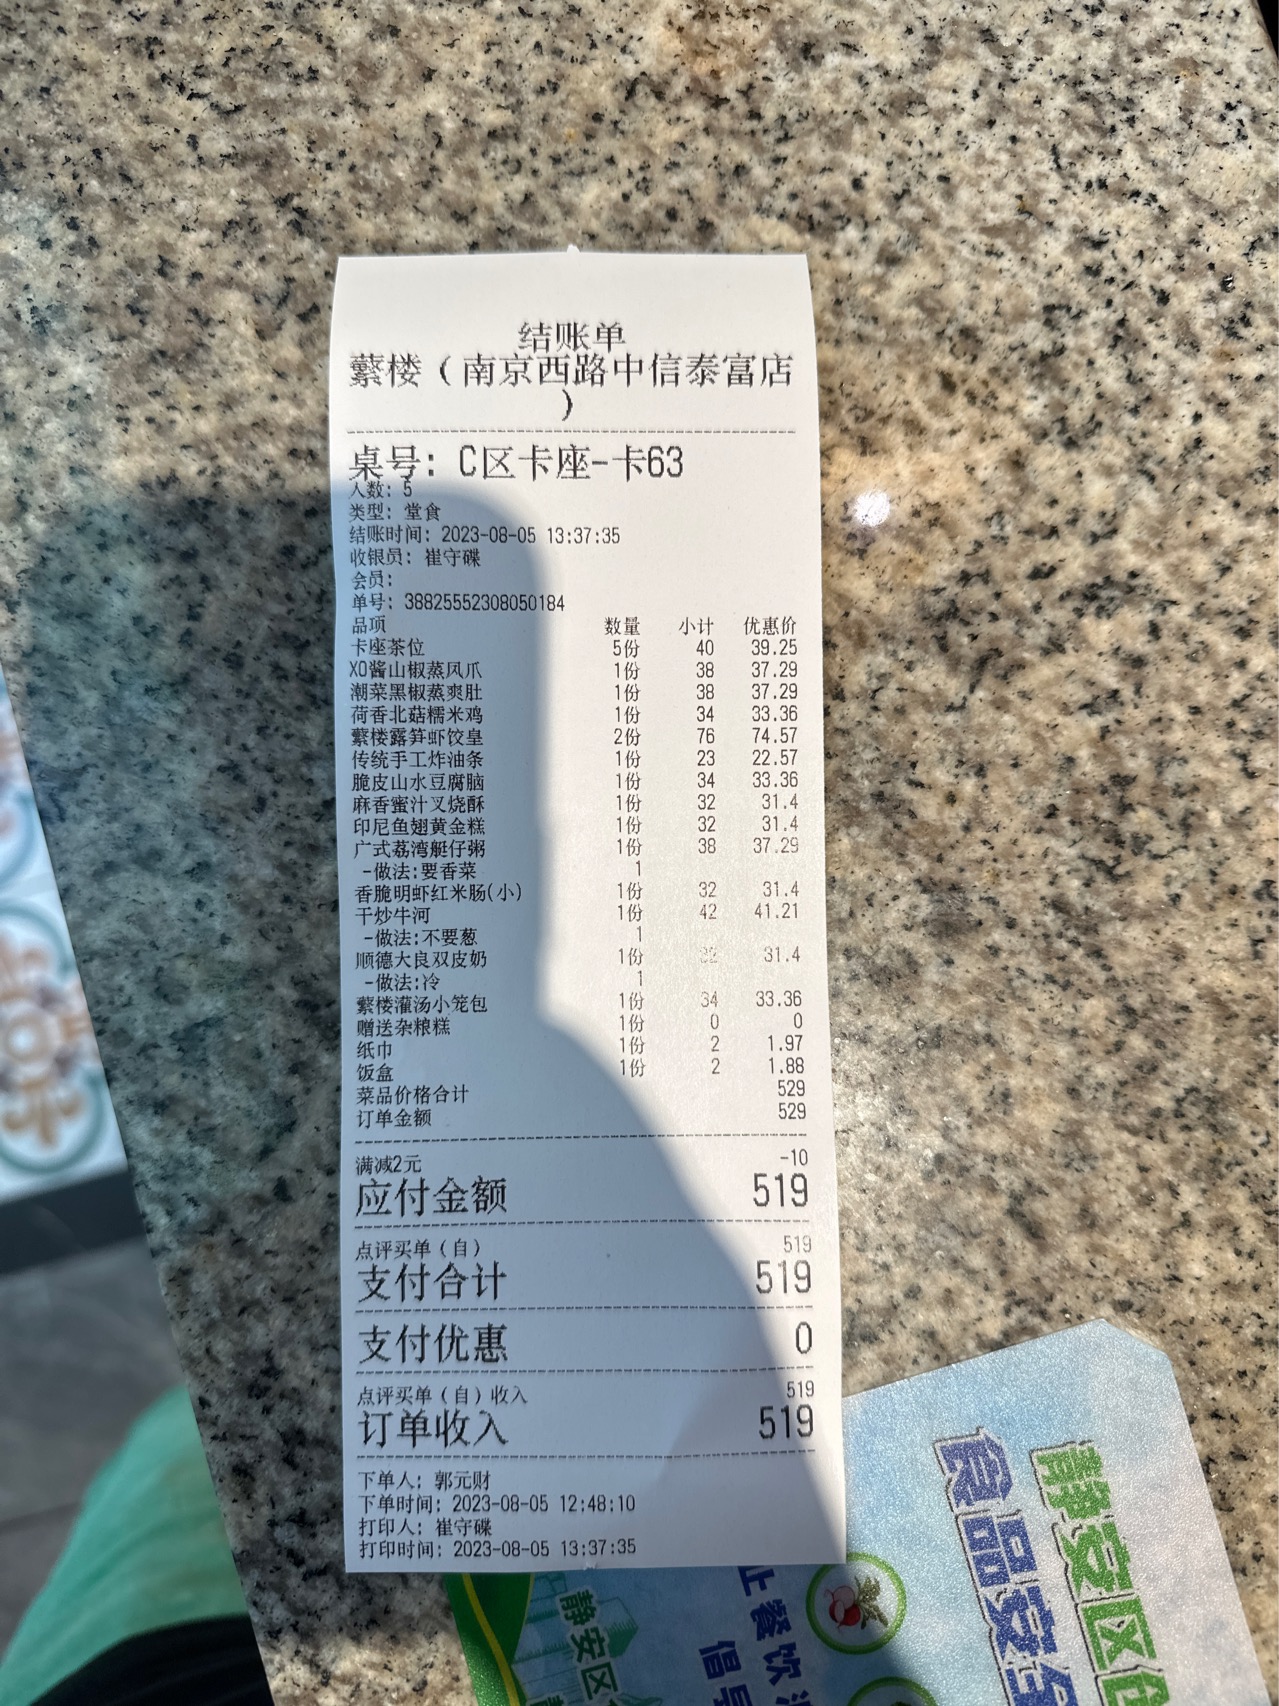 结账单
蘩楼（南京西路中信泰富店
）
桌号: C区卡座-卡63
人数: 5
类型: 堂食
结账时间: 2023-08-05 13:37:35
收银员: 崔守碟
会员:
单号: 38825552308050184
品项 数量 小计 优惠价
卡座茶位 5份 40 39.25
XO酱山椒蒸凤爪 1份 38 37.29
潮菜黑椒蒸爽肚 1份 38 37.29
荷香北菇糯米鸡 1份 34 33.36
蘩楼露笋虾饺皇 2份 76 74.57
传统手工炸油条 1份 23 22.57
脆皮山水豆腐脑 1份 34 33.36
麻香蜜汁叉烧酥 1份 32 31.4
印尼鱼翅黄金糕 1份 32 31.4
广式荔湾艇仔粥 1份 38 37.29
-做法:要香菜 1
香脆明虾红米肠(小) 1份 32 31.4
干炒牛河 1份 42 41.21
-做法:不要葱 1
顺德大良双皮奶 1份 32 31.4
-做法:冷 1
蘩楼灌汤小笼包 1份 34 33.36
赠送杂粮糕 1份 0 0
纸巾 1份 2 1.97
饭盒 1份 2 1.88
菜品价格合计 529
订单金额 529
满减2元 -10
应付金额 519
点评买单（自） 519
支付合计 519
支付优惠 0
点评买单（自）收入 519
订单收入 519
下单人: 郭元财
下单时间: 2023-08-05 12:48:10
打印人: 崔守碟
打印时间: 2023-08-05 13:37:35
静安区
食品安全
止餐饮
倡
静安区